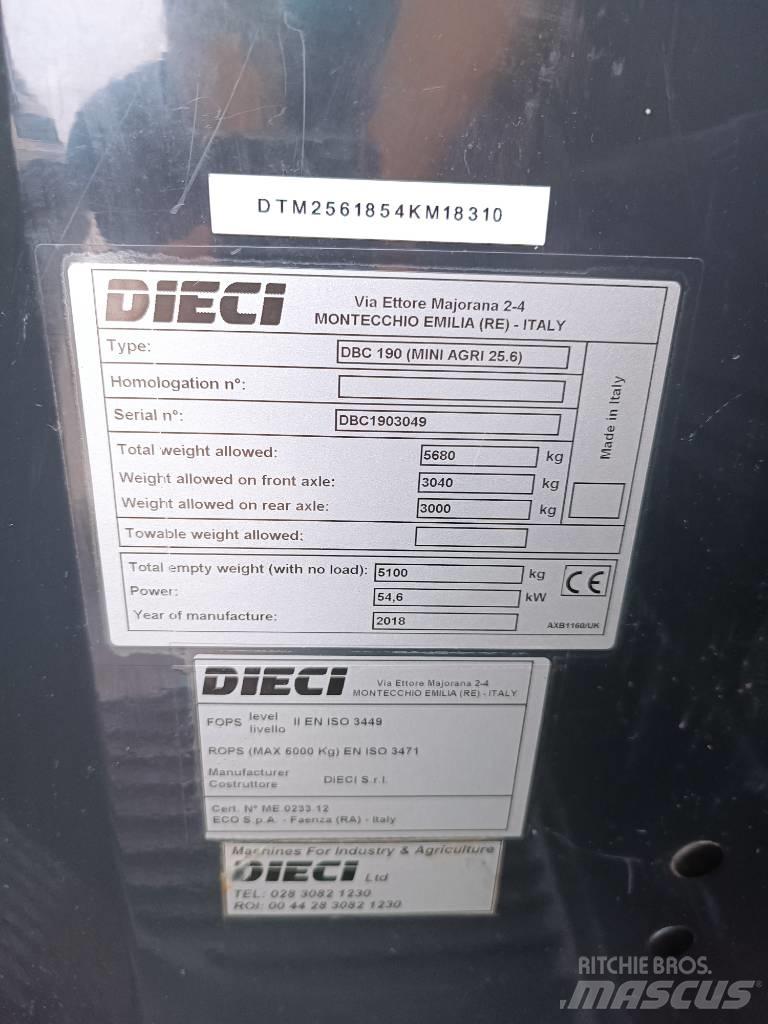 DTM2561854KM18310
DIECI Via Ettore Majorana 2-4
MONTECCHIO EMILIA (RE) - ITALY
Type: DBC 190 (MINI AGRI 25.6)
Homologation n°:
Serial n°: DBC1903049
Made in Italy
Total weight allowed: 5680 kg
Weight allowed on front axle: 3040 kg
Weight allowed on rear axle: 3000 kg
Towable weight allowed:
Total empty weight (with no load): 5100 kg
CE
Power: 54,6 kW
Year of manufacture: 2018
AXB1160/UK
DIECI Via Ettore Majorana 2-4
MONTECCHIO EMILIA (RE) - ITALY
FOPS level livello II EN ISO 3449
ROPS (MAX 6000 Kg) EN ISO 3471
Manufacturer
Costruttore DIECI S.r.l.
Cert. N° ME 0233 12
ECO S.p.A. - Faenza (RA) - Italy
Machines For Industry & Agriculture
DIECI Ltd
TEL: 028 3082 1230
ROI: 00 44 28 3082 1230
RITCHIE BROS.
MASCUS